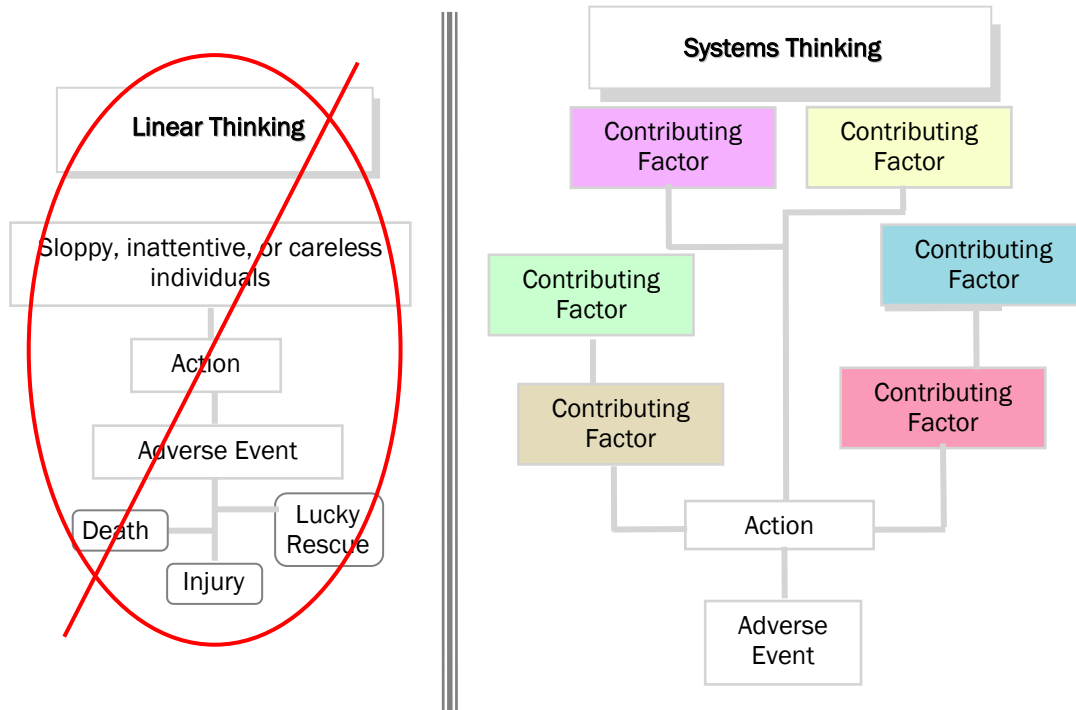 Linear Thinking
Sloppy, inattentive, or careless
individuals
Action
Adverse Event
Death
Lucky
Rescue
Injury
Systems Thinking
Contributing
Factor
Contributing
Factor
Contributing
Factor
Contributing
Factor
Contributing
Factor
Contributing
Factor
Action
Adverse
Event